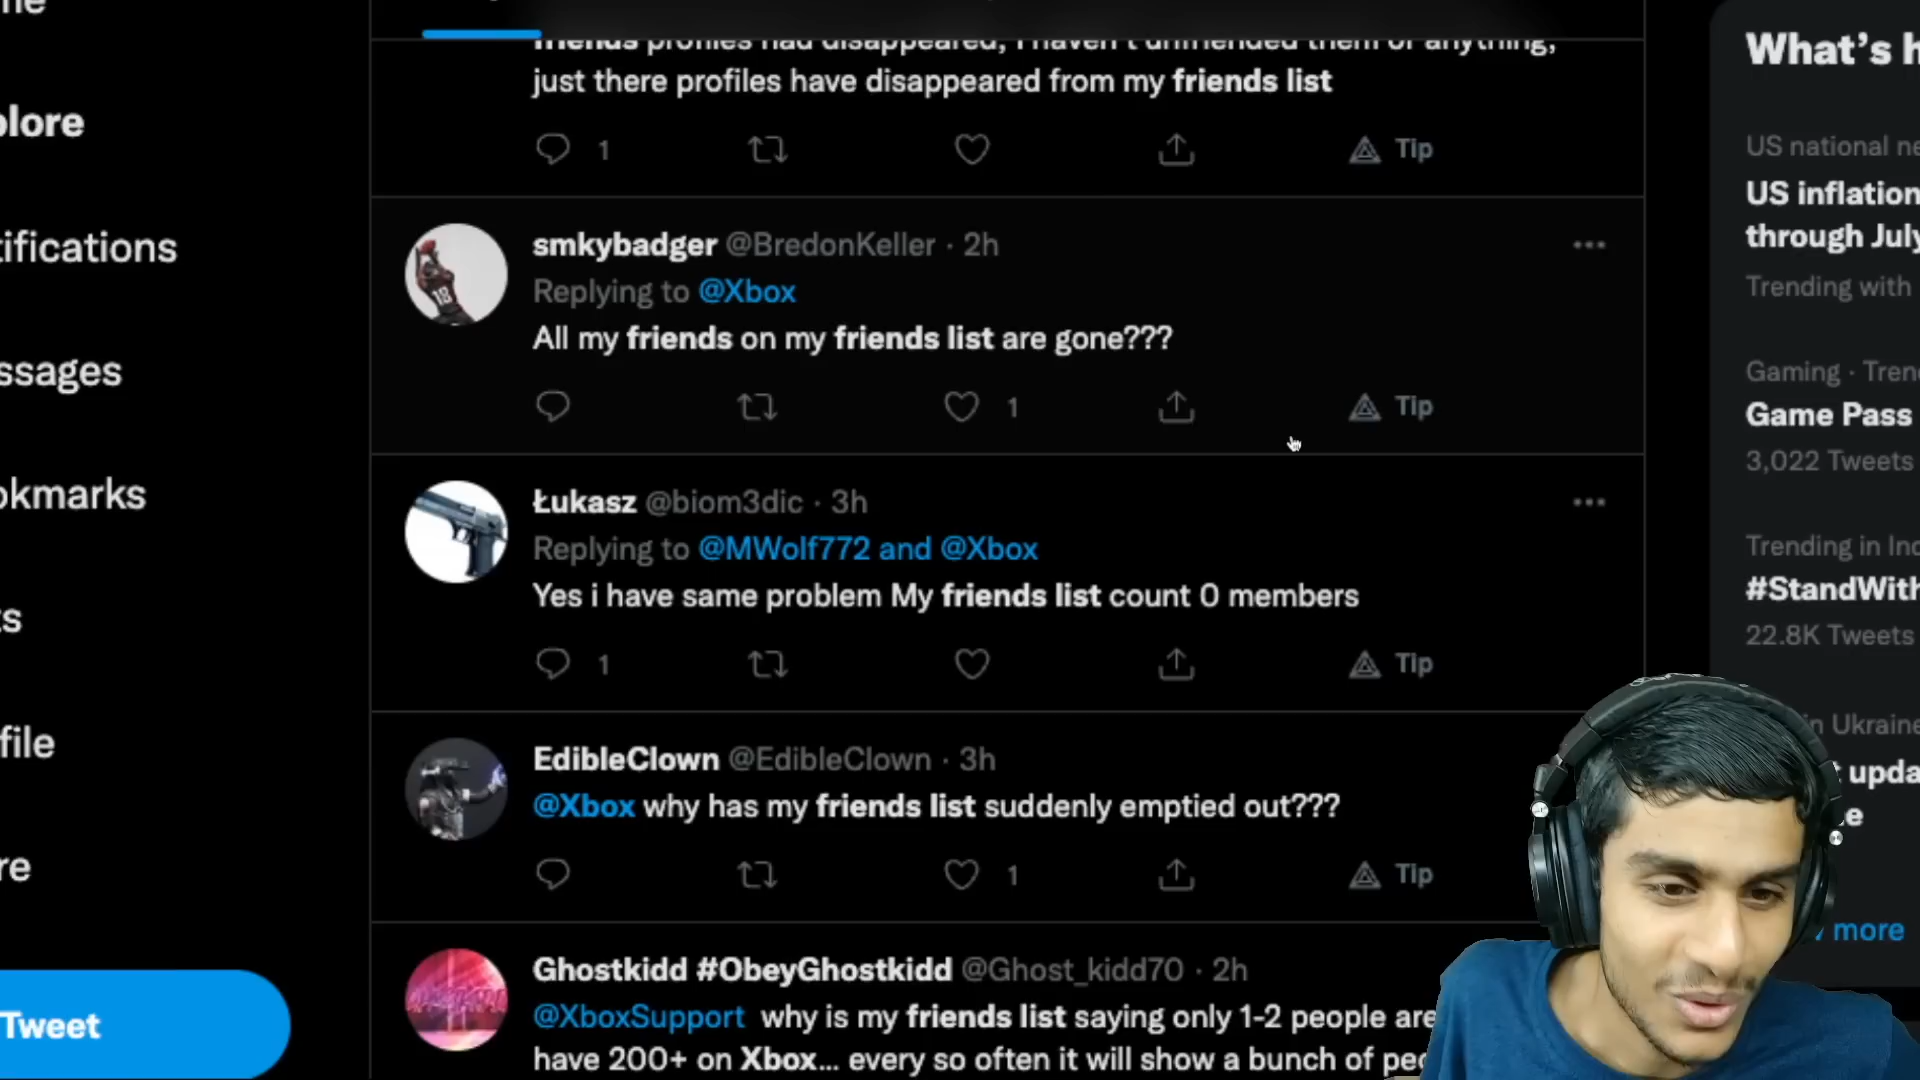 plore
tifications
ssages
okmarks
ts
file
re
Tweet
friends profiles had disappeared, I haven't unfriended them or anything,
just there profiles have disappeared from my friends list
1
Tip
smkybadger @BredonKeller · 2h
Replying to @Xbox
All my friends on my friends list are gone???
1
Tip
Łukasz @biom3dic · 3h
Replying to @MWolf772 and @Xbox
Yes i have same problem My friends list count 0 members
1
Tip
EdibleClown @EdibleClown · 3h
@Xbox why has my friends list suddenly emptied out???
1
Tip
Ghostkidd #ObeyGhostkidd @Ghost_kidd70 · 2h
@XboxSupport why is my friends list saying only 1-2 people are
have 200+ on Xbox... every so often it will show a bunch of peo
What's h
US national ne
US inflation
through July
Trending with
Gaming · Tren
Game Pass
3,022 Tweets
Trending in Inc
#StandWith
22.8K Tweets
in Ukraine
upda
e
more